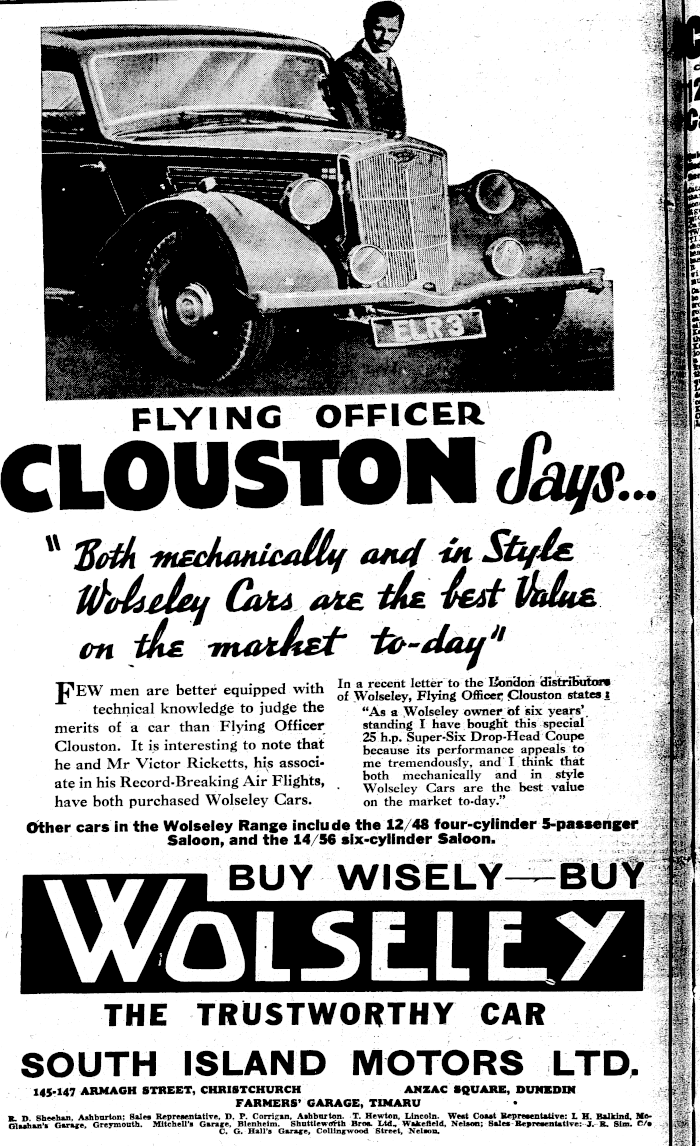 ELR 3
FLYING OFFICER
CLOUSTON Says...
"Both mechanically and in Style
Wolseley Cars are the best Value
on the market to-day"
FEW men are better equipped with
technical knowledge to judge the
merits of a car than Flying Officer
Clouston. It is interesting to note that
he and Mr Victor Ricketts, his associ-
ate in his Record-Breaking Air Flights,
have both purchased Wolseley Cars.
In a recent letter to the London distributors
of Wolseley, Flying Officer Clouston states:
"As a Wolseley owner of six years'
standing I have bought this special
25 h.p. Super-Six Drop-Head Coupe
because its performance appeals to
me tremendously, and I think that
both mechanically and in style
Wolseley Cars are the best value
on the market to-day."
Other cars in the Wolseley Range include the 12/48 four-cylinder 5-passenger
Saloon, and the 14/56 six-cylinder Saloon.
BUY WISELY—BUY
WOLSELEY
THE TRUSTWORTHY CAR
SOUTH ISLAND MOTORS LTD.
145-147 ARMAGH STREET, CHRISTCHURCH ANZAC SQUARE, DUNEDIN
FARMERS' GARAGE, TIMARU
R. D. Sheehan, Ashburton; Sales Representative, D. P. Corrigan, Ashburton. T. Hewton, Lincoln. West Coast Representative: I. H. Balkind, Mc-
Glashan's Garage, Greymouth. Mitchell's Garage, Blenheim. Shuttleworth Bros. Ltd., Wakefield, Nelson; Sales Representative: J. R. Sim. C/o
C. G. Hall's Garage, Collingwood Street, Nelson.